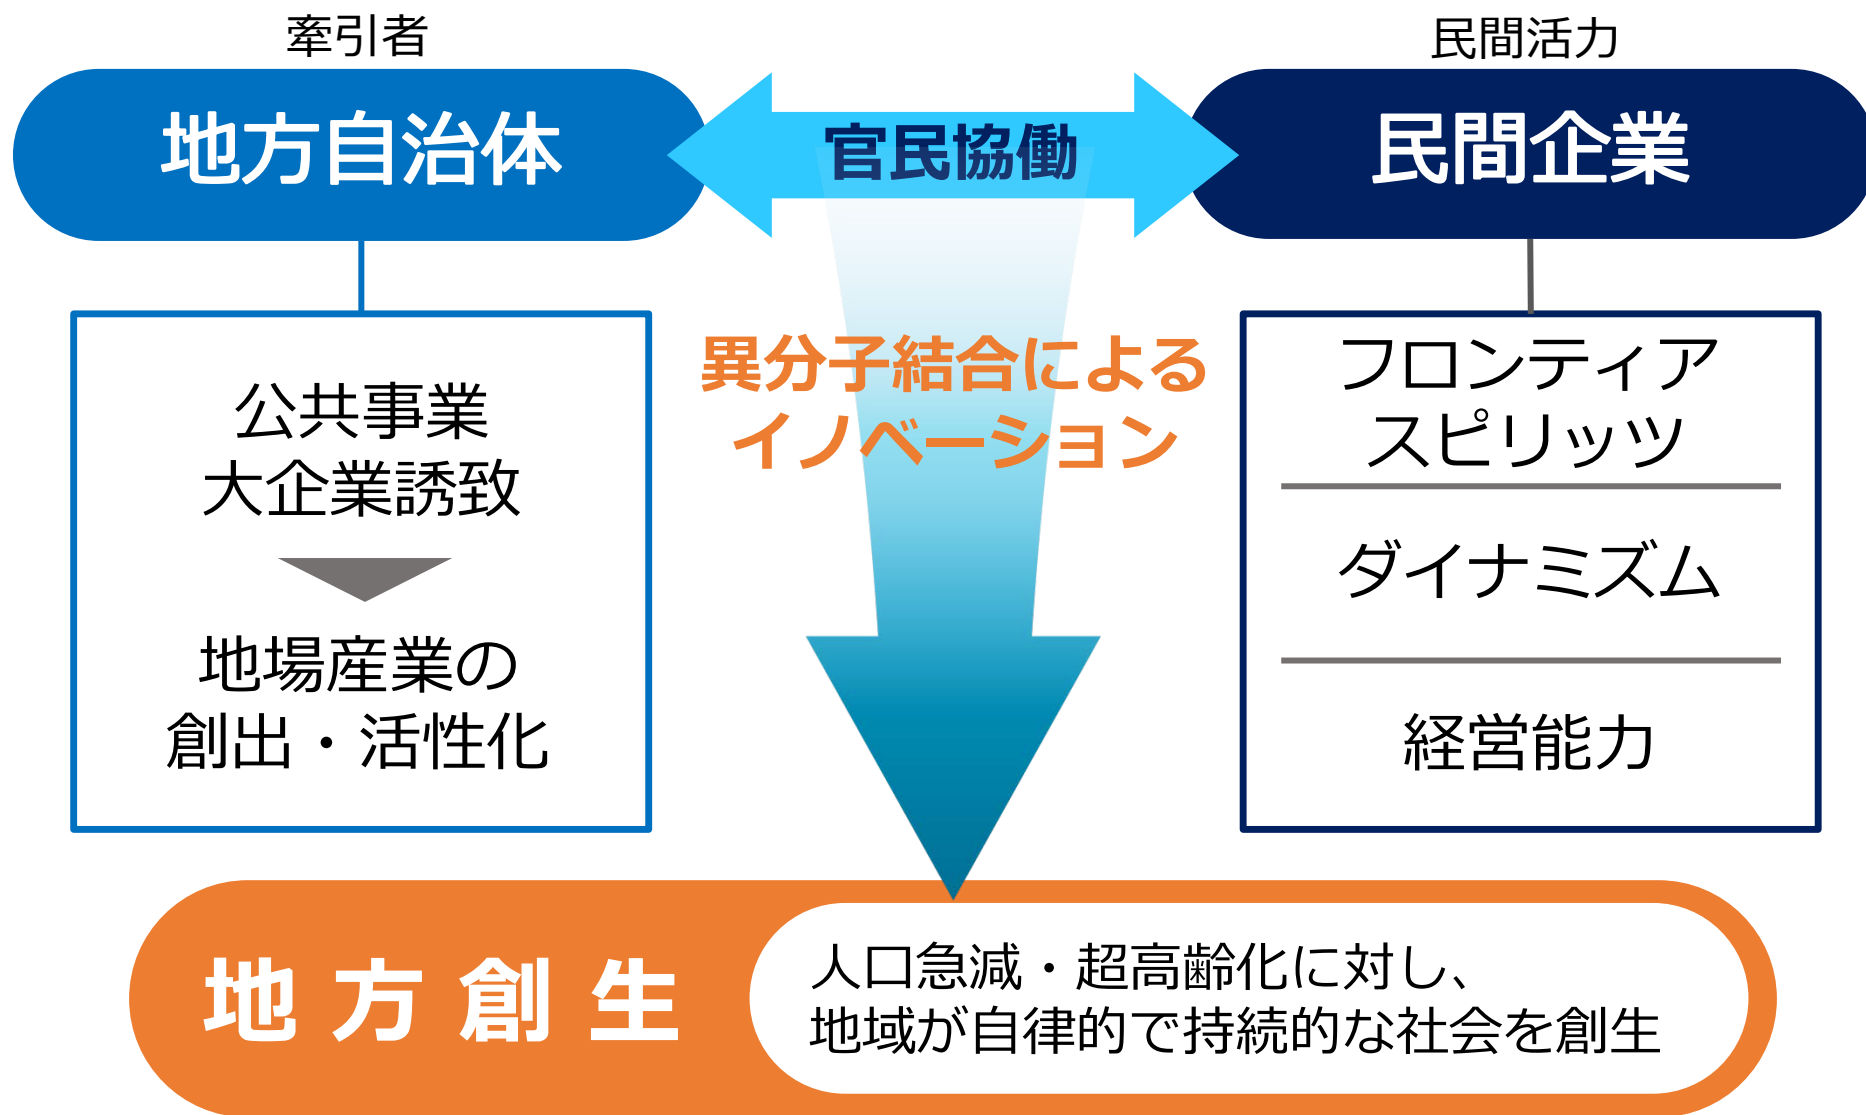 牽引者
地方自治体
官民協働
民間活力
民間企業
公共事業
大企業誘致
地場産業の
創出・活性化
異分子結合による
イノベーション
フロンティア
スピリッツ
ダイナミズム
経営能力
地方創生
人口急減・超高齢化に対し、
地域が自律的で持続的な社会を創生